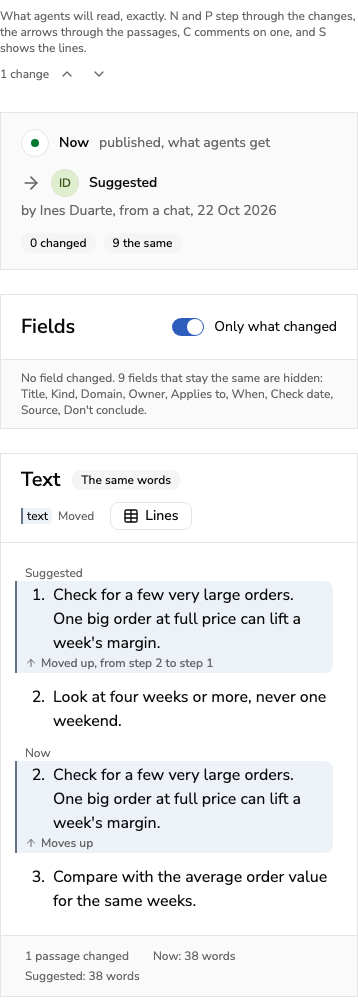 What agents will read, exactly. N and P step through the changes,
the arrows through the passages, C comments on one, and S
shows the lines.
1 change
Now published, what agents get
ID Suggested
by Ines Duarte, from a chat, 22 Oct 2026
0 changed 9 the same
Fields Only what changed
No field changed. 9 fields that stay the same are hidden:
Title, Kind, Domain, Owner, Applies to, When, Check date,
Source, Don't conclude.
Text The same words
text Moved Lines
Suggested
1. Check for a few very large orders.
One big order at full price can lift a
week's margin.
↑ Moved up, from step 2 to step 1
2. Look at four weeks or more, never one
weekend.
Now
2. Check for a few very large orders.
One big order at full price can lift a
week's margin.
↑ Moves up
3. Compare with the average order value
for the same weeks.
1 passage changed Now: 38 words
Suggested: 38 words